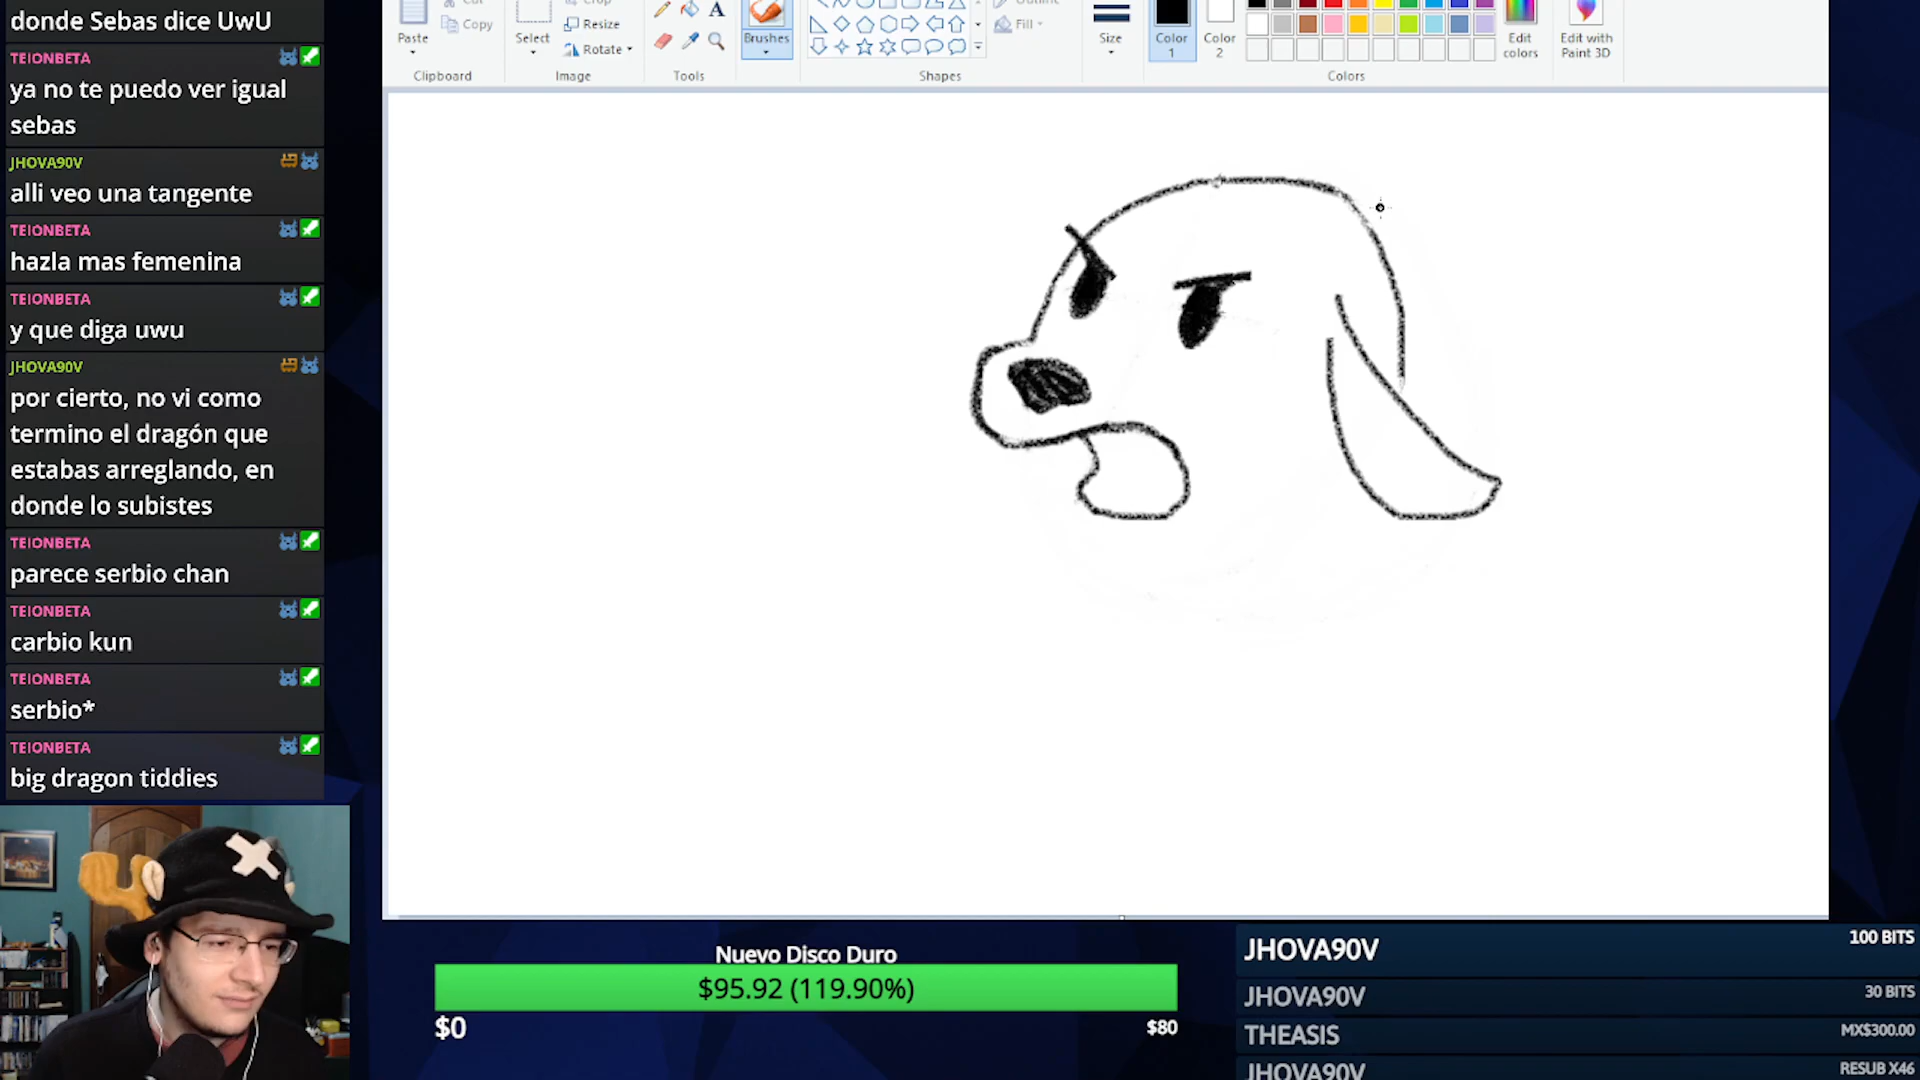 donde Sebas dice UwU
TEIONBETA
ya no te puedo ver igual
sebas
JHOVA90V
alli veo una tangente
TEIONBETA
hazla mas femenina
TEIONBETA
y que diga uwu
JHOVA90V
por cierto, no vi como
termino el dragón que
estabas arreglando, en
donde lo subistes
TEIONBETA
parece serbio chan
TEIONBETA
carbio kun
TEIONBETA
serbio*
TEIONBETA
big dragon tiddies
Paste
Cut
Copy
Clipboard
Select
Crop
Resize
Rotate
Image
A
Tools
Brushes
Outline
Fill
Shapes
Size
Color
1
Color
2
Edit
colors
Edit with
Paint 3D
Colors
Nuevo Disco Duro
$95.92 (119.90%)
$0
$80
JHOVA90V 100 BITS
JHOVA90V 30 BITS
THEASIS MX$300.00
JHOVA90V RESUB X46